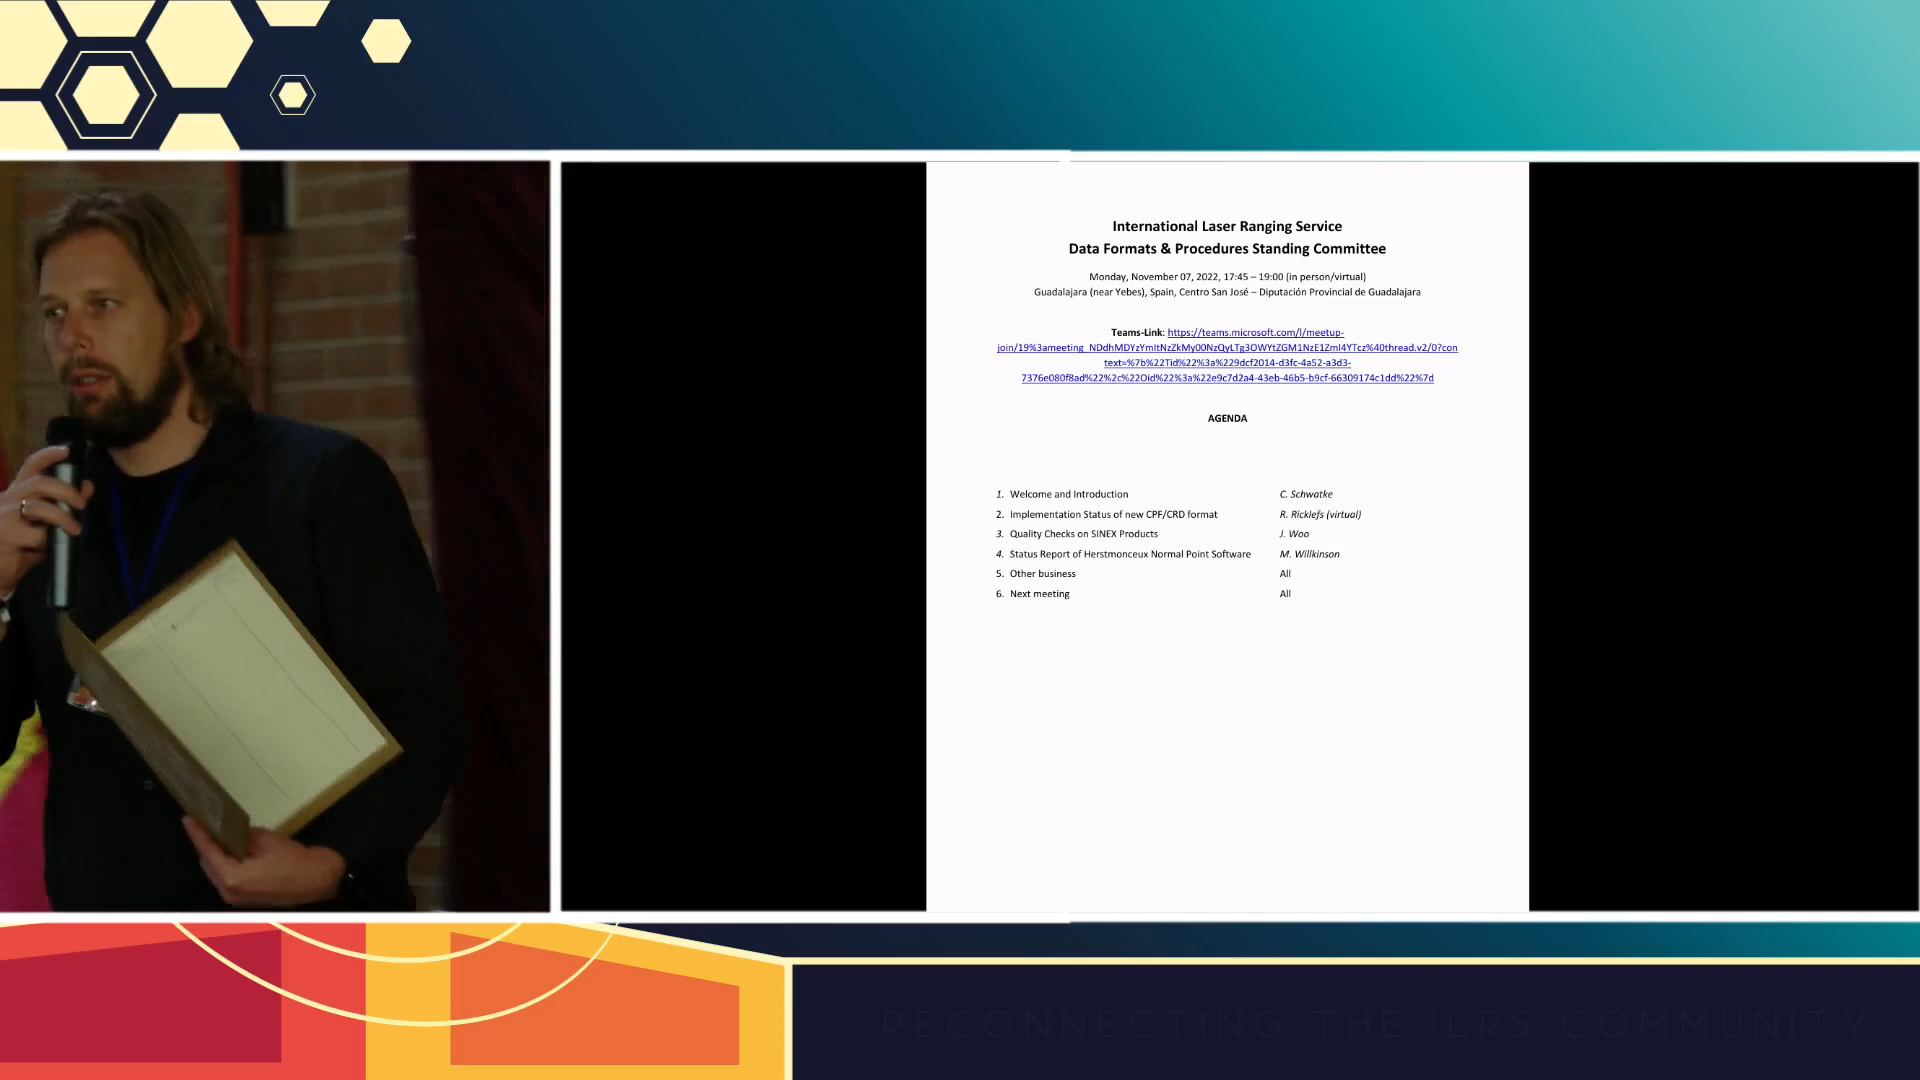 International Laser Ranging Service
Data Formats & Procedures Standing Committee
Monday, November 07, 2022, 17:45 – 19:00 (in person/virtual)
Guadalajara (near Yebes), Spain, Centro San José – Diputación Provincial de Guadalajara
Teams-Link: https://teams.microsoft.com/l/meetup-
join/19%3ameeting_NDdhMDYzYmItNzZkMy00NzQyLTg3OWYtZGM1NzE1ZmI4YTcz%40thread.v2/0?con
text=%7b%22Tid%22%3a%229dcf2014-d3fc-4a52-a3d3-
7376e080f8ad%22%2c%22Oid%22%3a%22e9c7d2a4-43eb-46b5-b9cf-66309174c1dd%22%7d
AGENDA
1. Welcome and Introduction C. Schwatke
2. Implementation Status of new CPF/CRD format R. Ricklefs (virtual)
3. Quality Checks on SINEX Products J. Woo
4. Status Report of Herstmonceux Normal Point Software M. Willkinson
5. Other business All
6. Next meeting All
RECONNECTING THE ILRS COMMUNITY